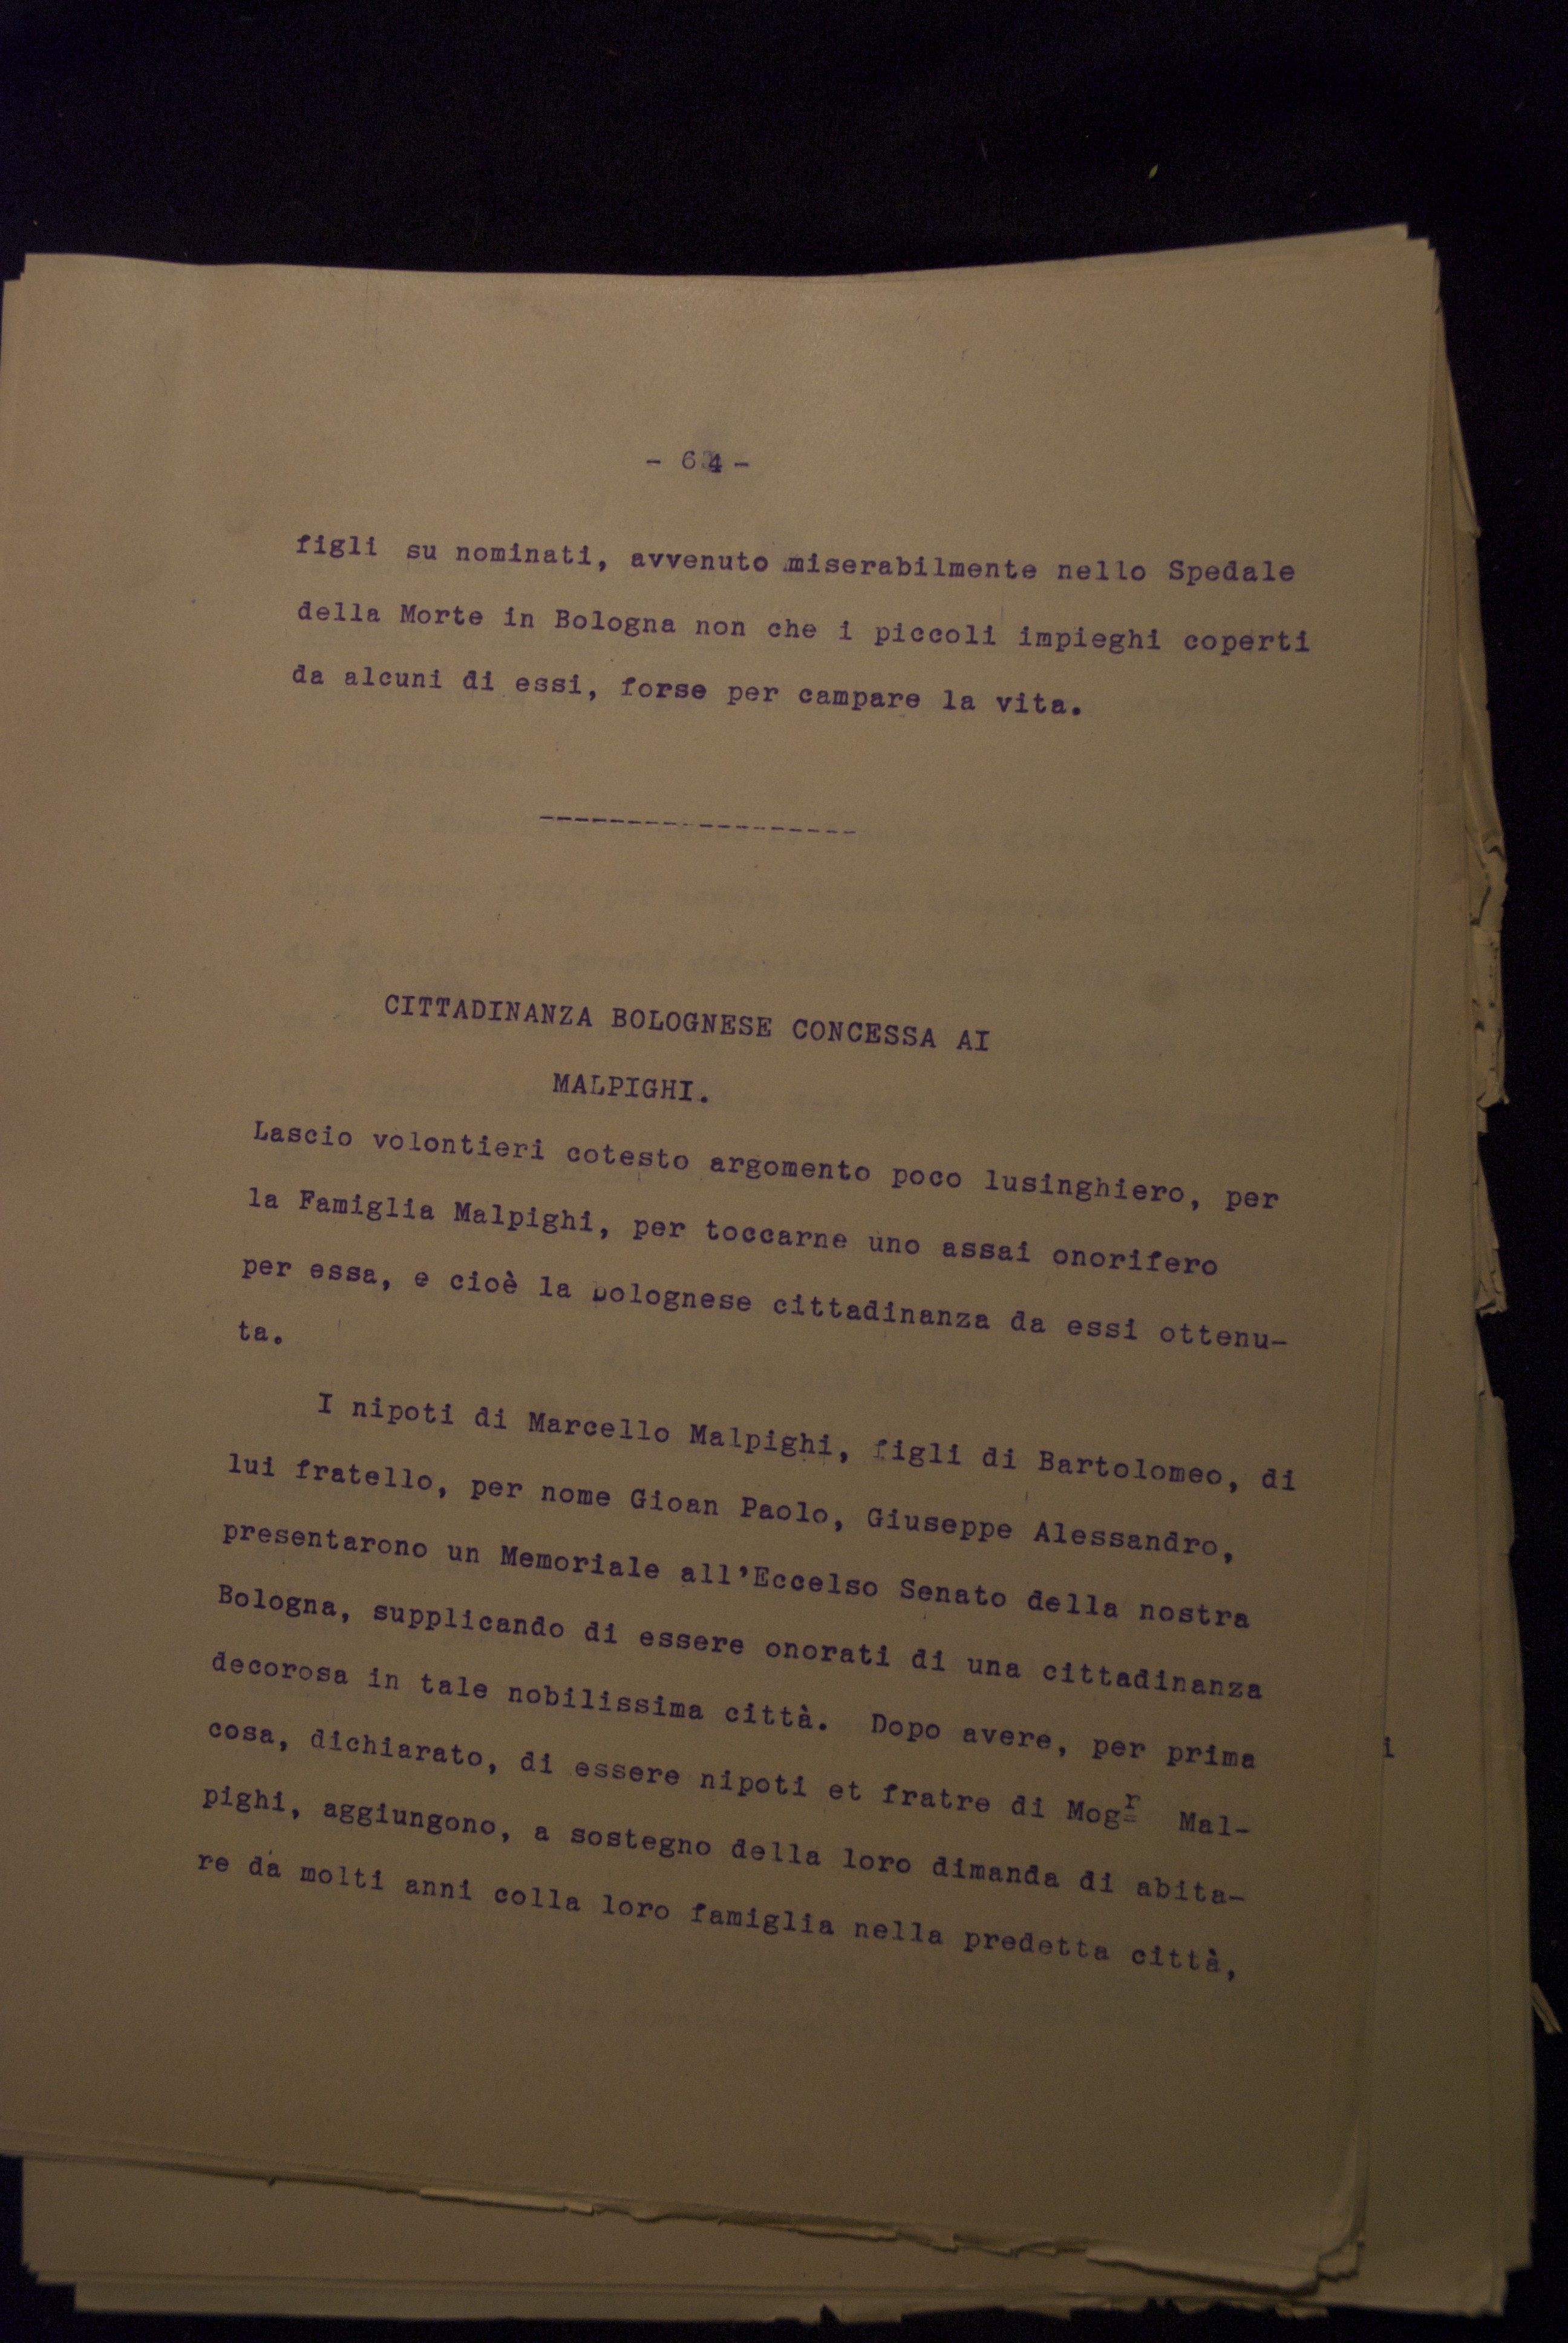 - 64 -
figli su nominati, avvenuto miserabilmente nello Spedale
della Morte in Bologna non che i piccoli impieghi coperti
da alcuni di essi, forse per campare la vita.
------------------
CITTADINANZA BOLOGNESE CONCESSA AI
MALPIGHI.
Lascio volontieri cotesto argomento poco lusinghiero, per
la Famiglia Malpighi, per toccarne uno assai onorifero
per essa, e cioè la bolognese cittadinanza da essi ottenu-
ta.
I nipoti di Marcello Malpighi, figli di Bartolomeo, di
lui fratello, per nome Gioan Paolo, Giuseppe Alessandro,
presentarono un Memoriale all'Eccelso Senato della nostra
Bologna, supplicando di essere onorati di una cittadinanza
decorosa in tale nobilissima città. Dopo avere, per prima
cosa, dichiarato, di essere nipoti et fratre di Mogr Mal-
pighi, aggiungono, a sostegno della loro dimanda di abita-
re da molti anni colla loro famiglia nella predetta città,
i